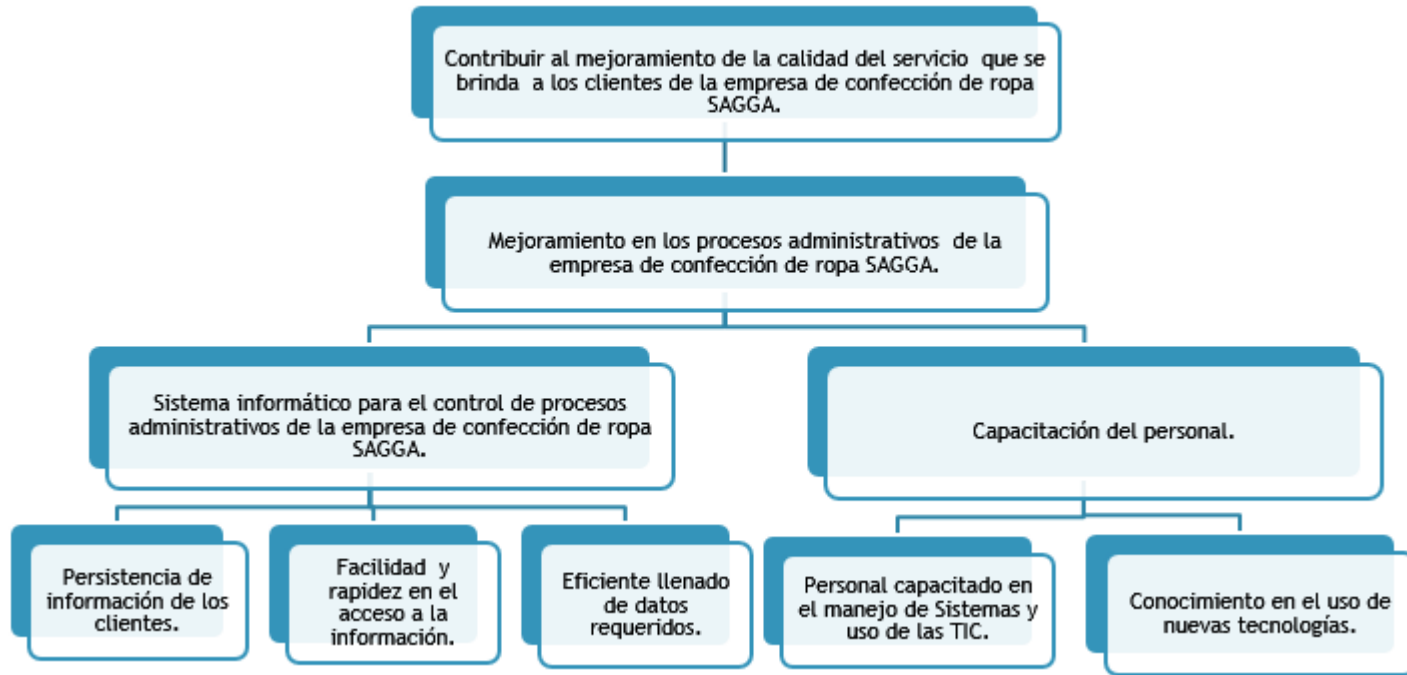 Contribuir al mejoramiento de la calidad del servicio que se
brinda a los clientes de la empresa de confección de ropa
SAGGA.
Mejoramiento en los procesos administrativos de la
empresa de confección de ropa SAGGA.
Sistema informático para el control de procesos
administrativos de la empresa de confección de ropa
SAGGA.
Capacitación del personal.
Persistencia de
información de los
clientes.
Facilidad y
rapidez en el
acceso a la
información.
Eficiente llenado
de datos
requeridos.
Personal capacitado en
el manejo de Sistemas y
uso de las TIC.
Conocimiento en el uso de
nuevas tecnologías.